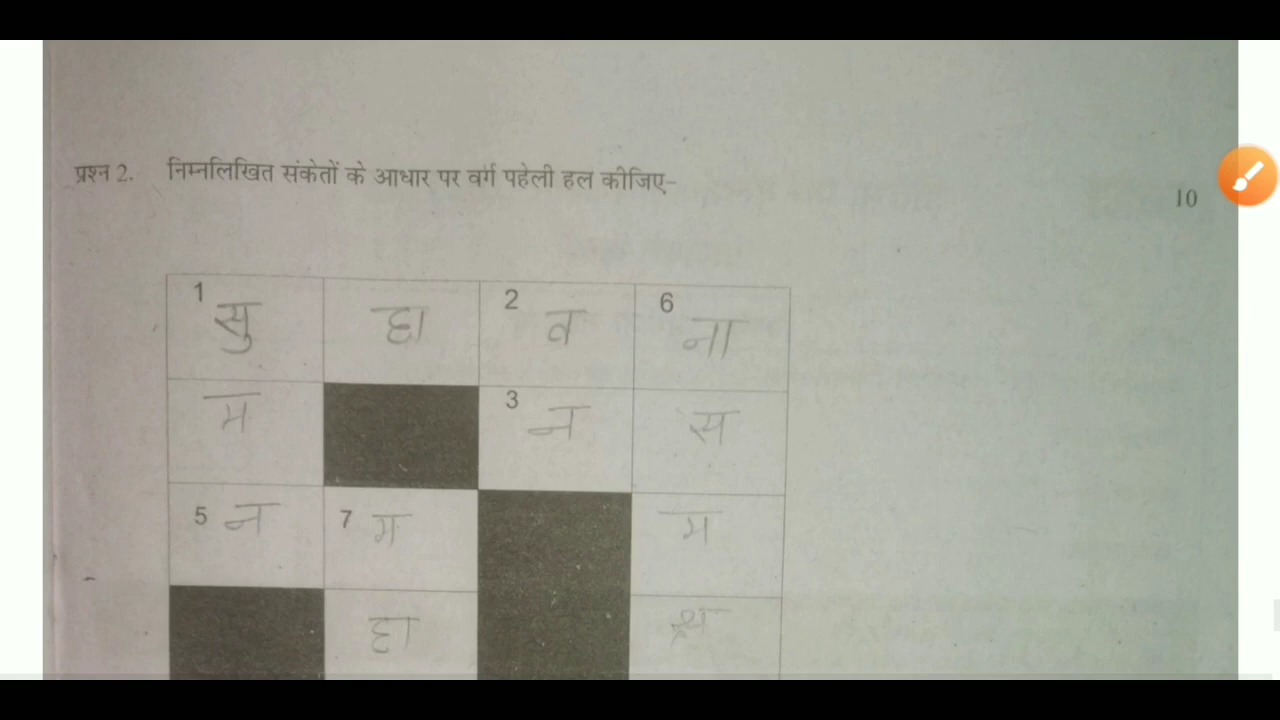 प्रश्न 2. निम्नलिखित संकेतों के आधार पर वर्ग पहेली हल कीजिए-
10
1 सु हा 2 व 6 ना
म 3 न स
5 न 7 म म
हा